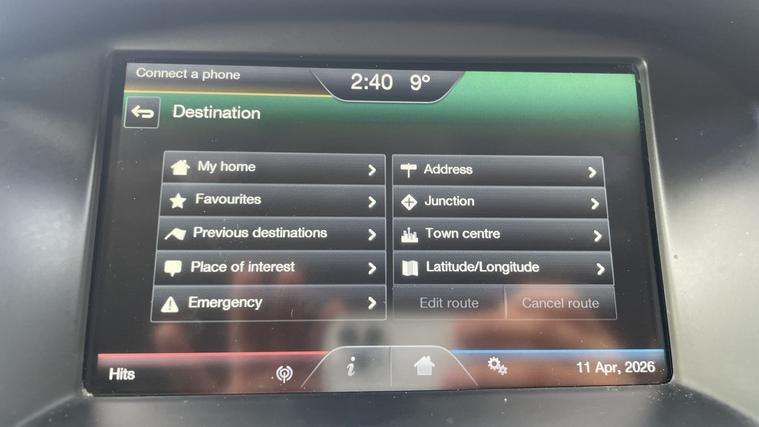 Connect a phone
2:40 9°
Destination
My home
Address
Favourites
Junction
Previous destinations
Town centre
Place of interest
Latitude/Longitude
Emergency
Edit route
Cancel route
Hits
i
11 Apr, 2026